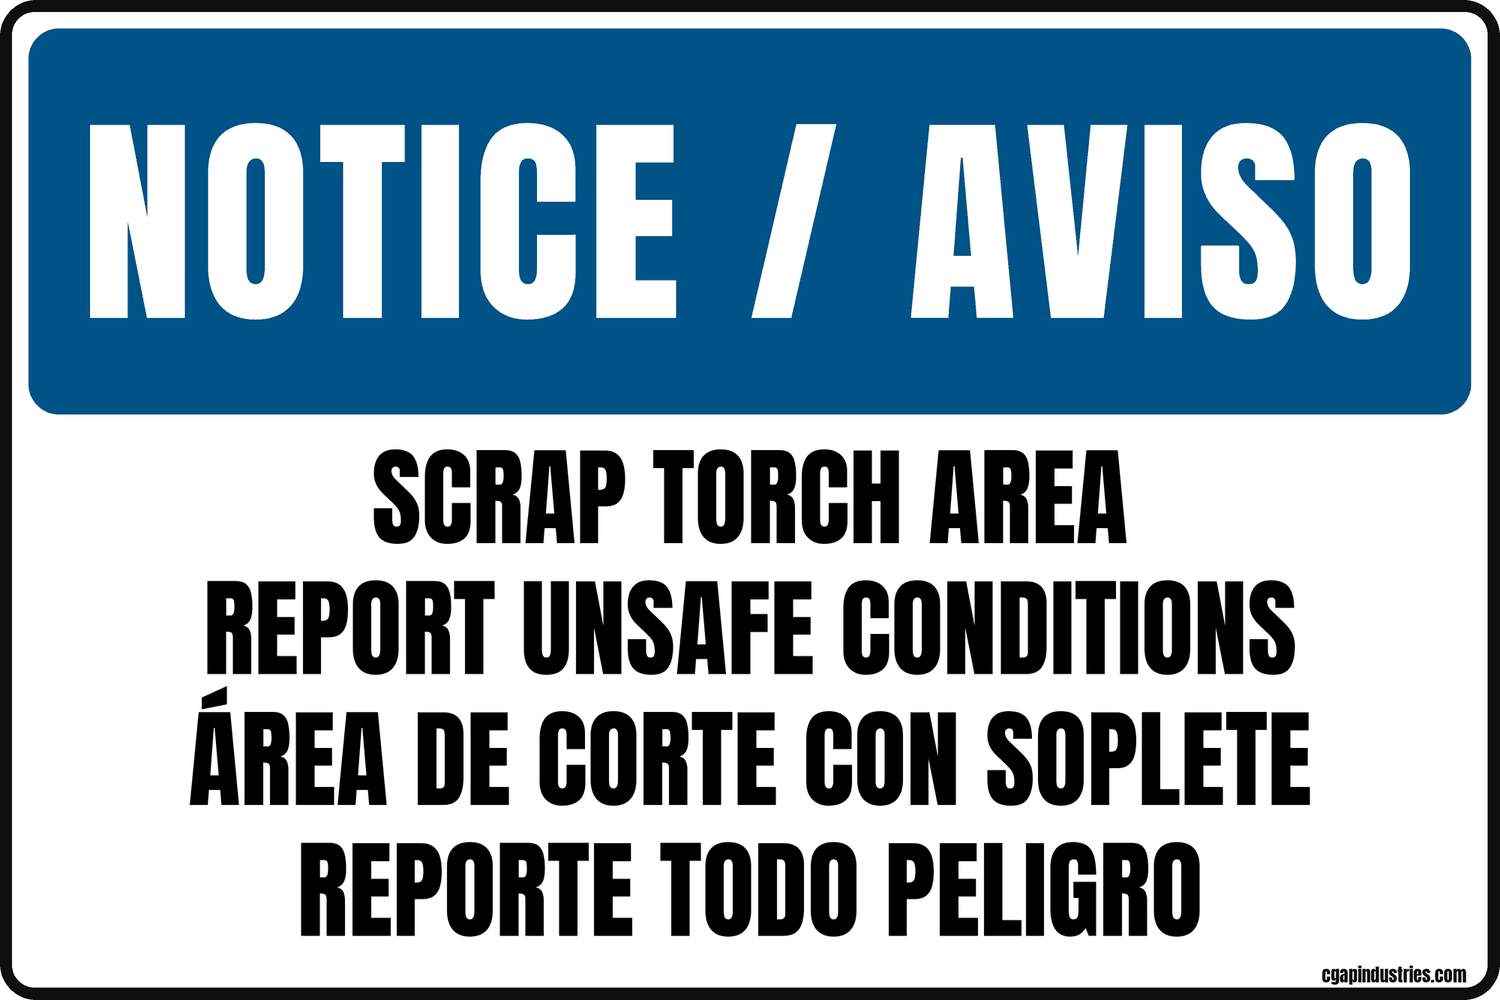 NOTICE / AVISO
SCRAP TORCH AREA
REPORT UNSAFE CONDITIONS
ÁREA DE CORTE CON SOPLETE
REPORTE TODO PELIGRO
cgapindustries.com